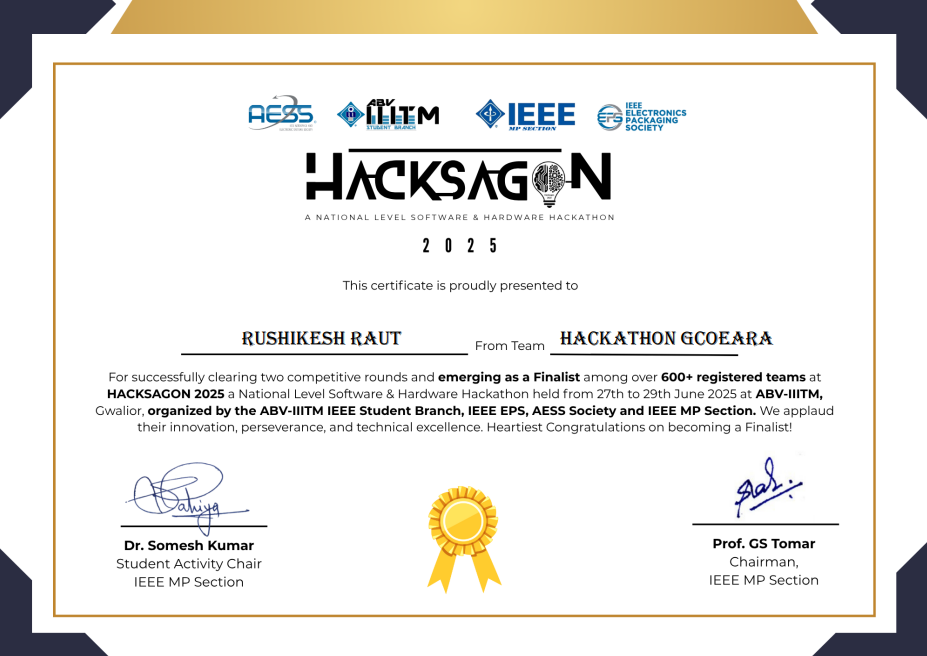 AESS
ABV
IIITM
STUDENT BRANCH
IEEE
MP SECTION
EPS
IEEE
ELECTRONICS
PACKAGING
SOCIETY
HACKSAGON
A NATIONAL LEVEL SOFTWARE & HARDWARE HACKATHON
2025
This certificate is proudly presented to
RUSHIKESH RAUT From Team HACKATHON GCOEARA
For successfully clearing two competitive rounds and emerging as a Finalist among over 600+ registered teams at
HACKSAGON 2025 a National Level Software & Hardware Hackathon held from 27th to 29th June 2025 at ABV-IIITM,
Gwalior, organized by the ABV-IIITM IEEE Student Branch, IEEE EPS, AESS Society and IEEE MP Section. We applaud
their innovation, perseverance, and technical excellence. Heartiest Congratulations on becoming a Finalist!
Dr. Somesh Kumar
Student Activity Chair
IEEE MP Section
Prof. GS Tomar
Chairman,
IEEE MP Section